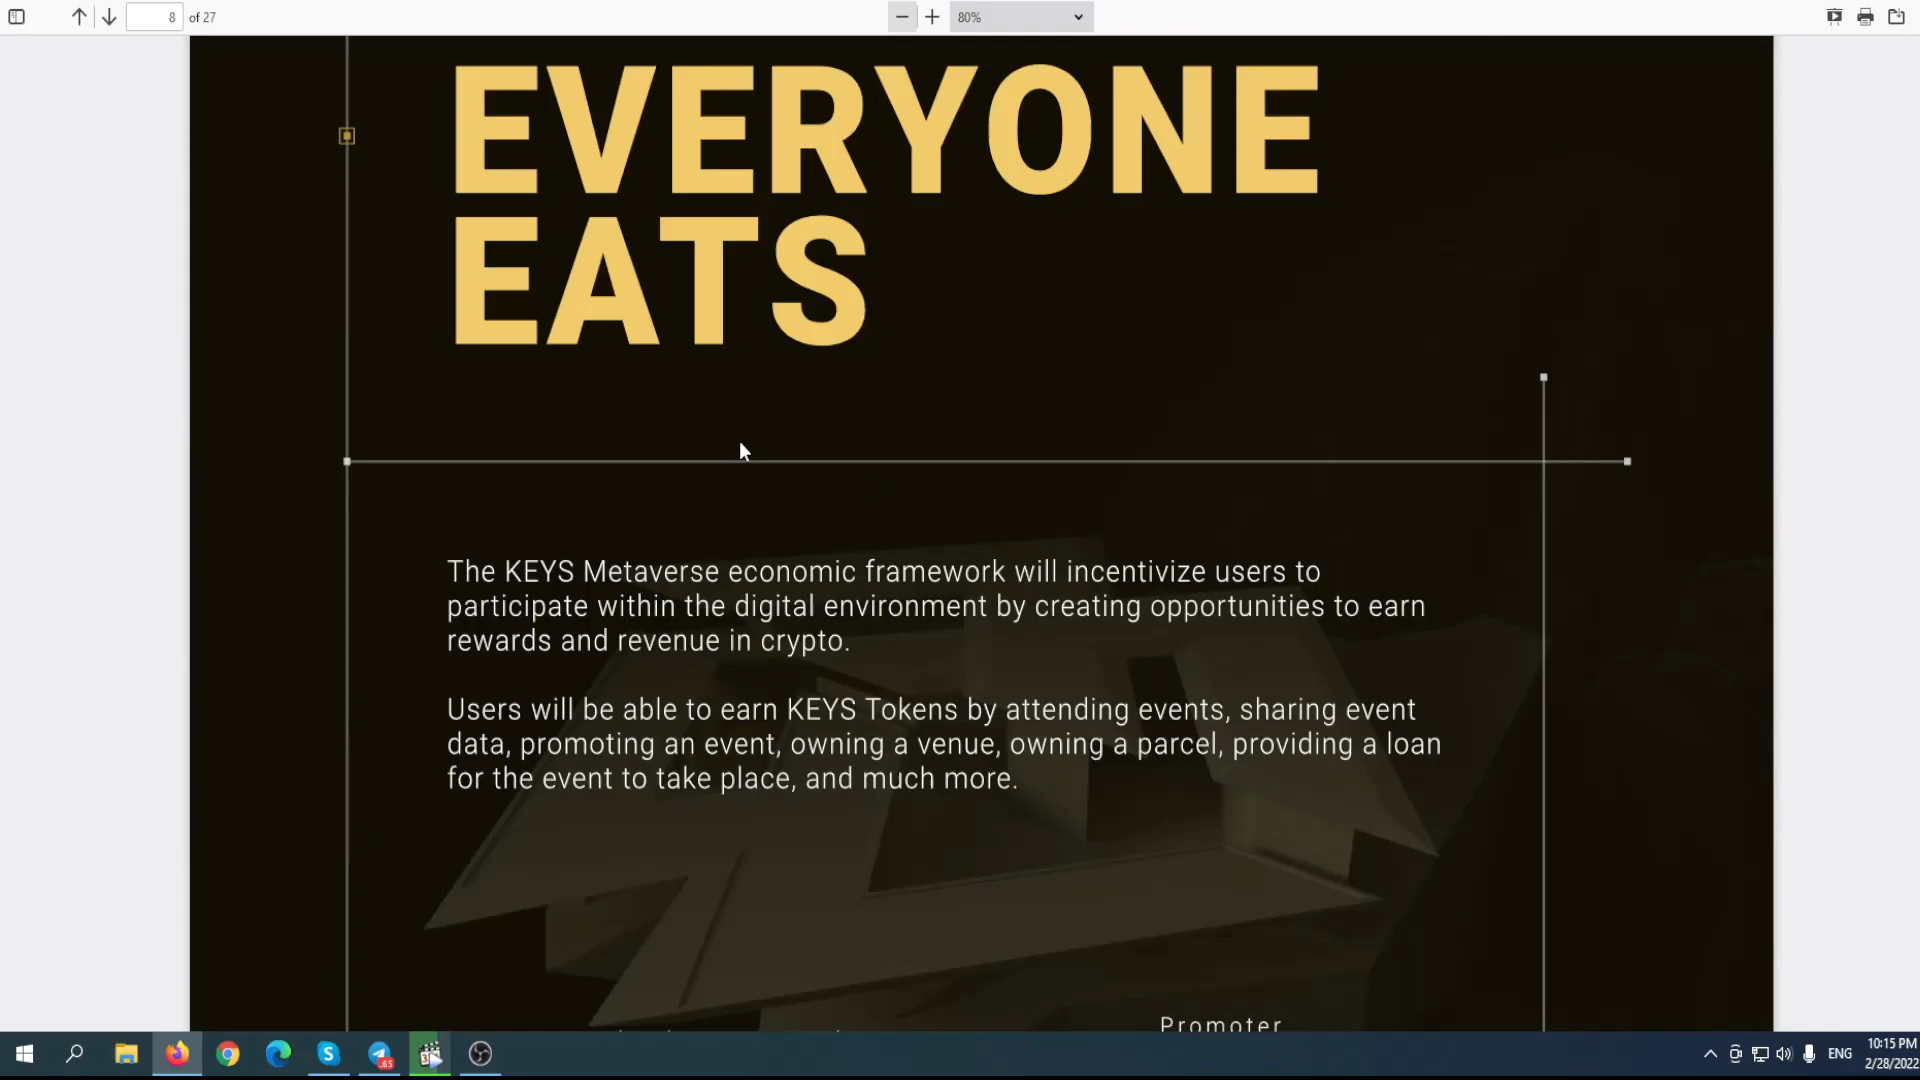 8 of 27
80%
EVERYONE
EATS
The KEYS Metaverse economic framework will incentivize users to
participate within the digital environment by creating opportunities to earn
rewards and revenue in crypto.
Users will be able to earn KEYS Tokens by attending events, sharing event
data, promoting an event, owning a venue, owning a parcel, providing a loan
for the event to take place, and much more.
Promoter
ENG
10:15 PM
2/28/2022